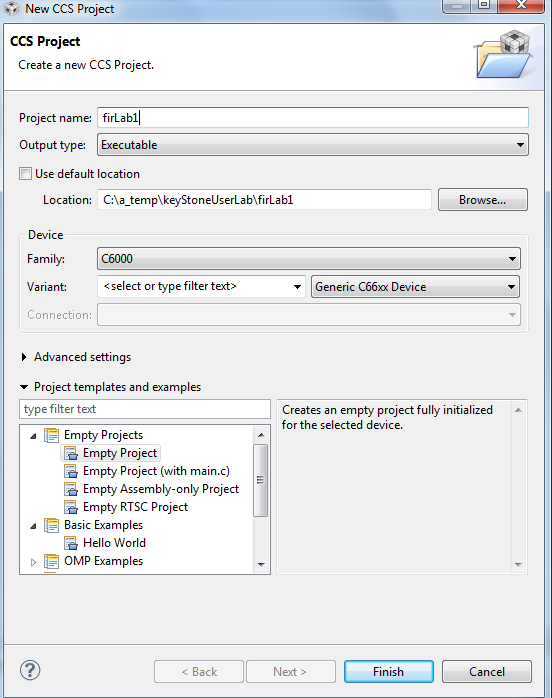 New CCS Project
CCS Project
Create a new CCS Project.
Project name: firLab1
Output type: Executable
Use default location
Location: C:\a_temp\keyStoneUserLab\firLab1 Browse...
Device
Family: C6000
Variant: <select or type filter text> Generic C66xx Device
Connection:
Advanced settings
Project templates and examples
type filter text
Creates an empty project fully initialized
for the selected device.
Empty Projects
Empty Project
Empty Project (with main.c)
Empty Assembly-only Project
Empty RTSC Project
Basic Examples
Hello World
OMP Examples
? < Back Next > Finish Cancel